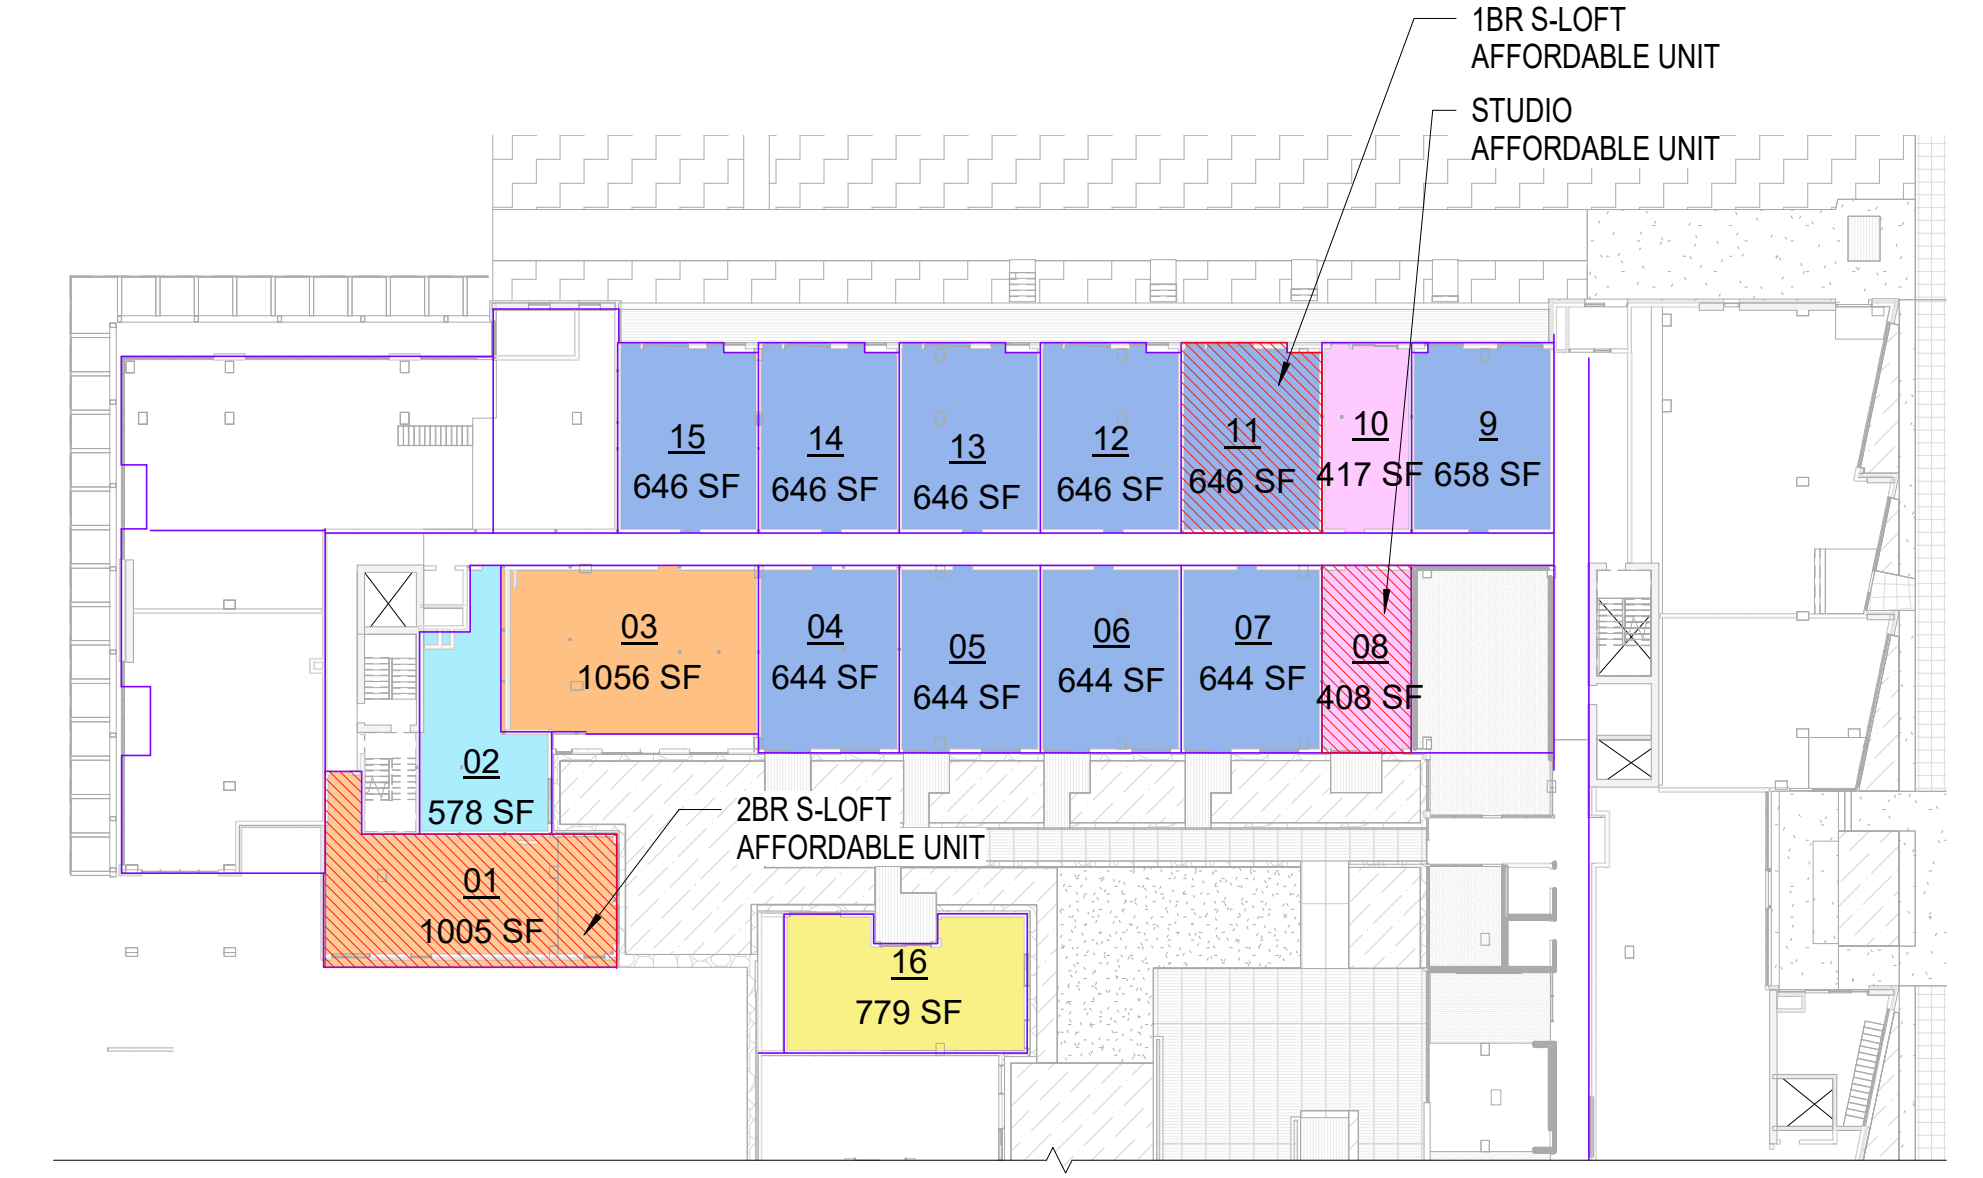 1BR S-LOFT
AFFORDABLE UNIT
STUDIO
AFFORDABLE UNIT
15
646 SF
14
646 SF
13
646 SF
12
646 SF
11
646 SF
10
417 SF
9
658 SF
03
1056 SF
04
644 SF
05
644 SF
06
644 SF
07
644 SF
08
408 SF
02
578 SF
2BR S-LOFT
AFFORDABLE UNIT
01
1005 SF
16
779 SF